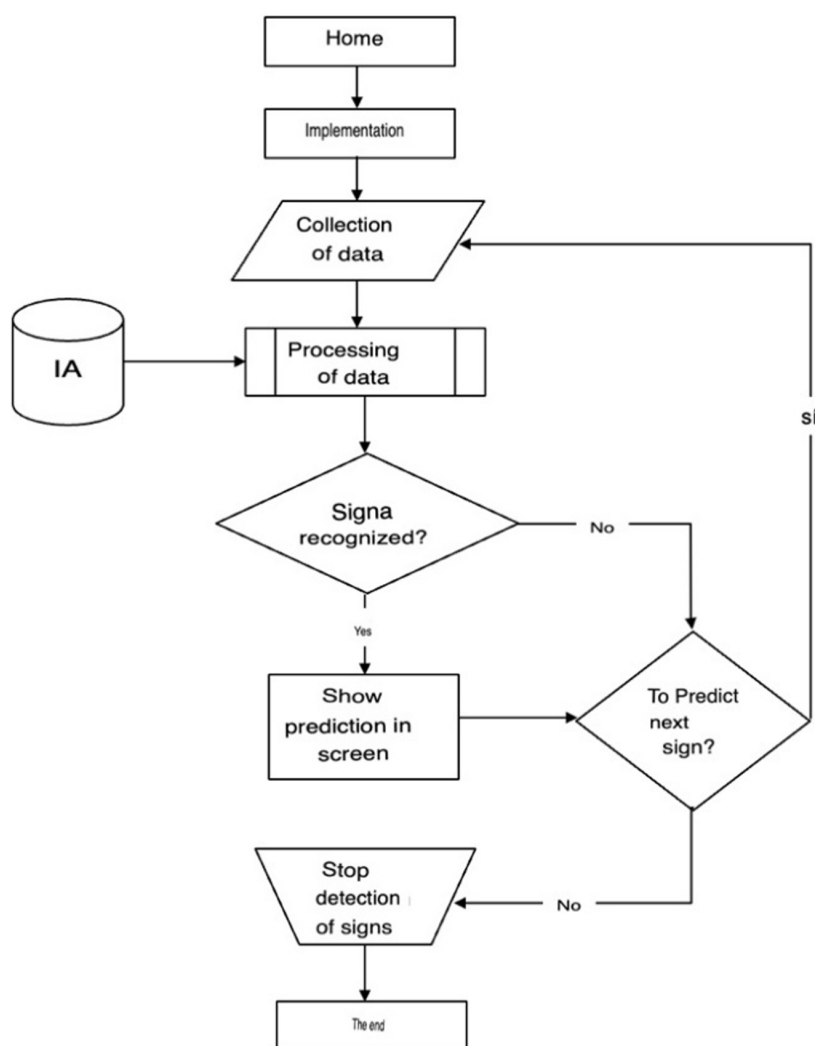 Home
Implementation
Collection
of data
IA
Processing
of data
si
Signa
recognized?
No
Yes
Show
prediction in
screen
To Predict
next
sign?
Stop
detection
of signs
No
The end